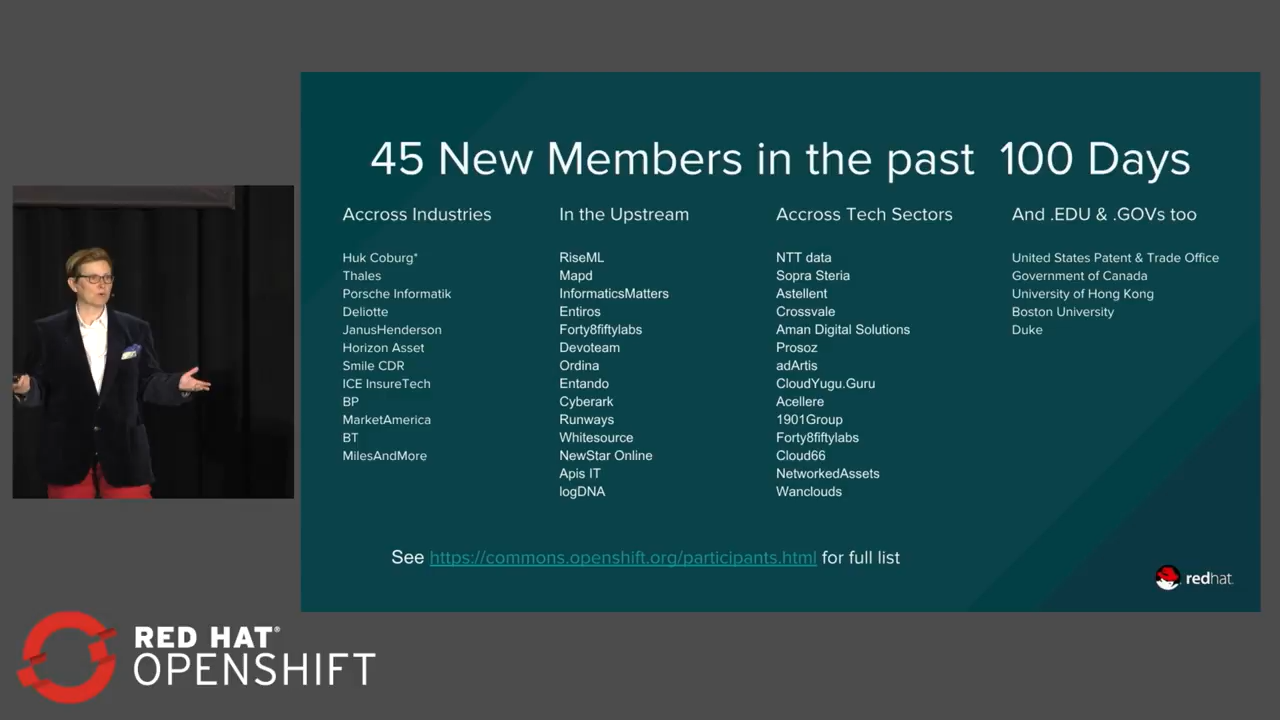 45 New Members in the past 100 Days
Accross Industries
Huk Coburg*
Thales
Porsche Informatik
Deliotte
JanusHenderson
Horizon Asset
Smile CDR
ICE InsureTech
BP
MarketAmerica
BT
MilesAndMore
In the Upstream
RiseML
Mapd
InformaticsMatters
Entiros
Forty8fiftylabs
Devoteam
Ordina
Entando
Cyberark
Runways
Whitesource
NewStar Online
Apis IT
logDNA
Accross Tech Sectors
NTT data
Sopra Steria
Astellent
Crossvale
Aman Digital Solutions
Prosoz
adArtis
CloudYugu.Guru
Acellere
1901Group
Forty8fiftylabs
Cloud66
NetworkedAssets
Wanclouds
And .EDU & .GOVs too
United States Patent & Trade Office
Government of Canada
University of Hong Kong
Boston University
Duke
See https://commons.openshift.org/participants.html for full list
redhat.
RED HAT®
OPENSHIFT